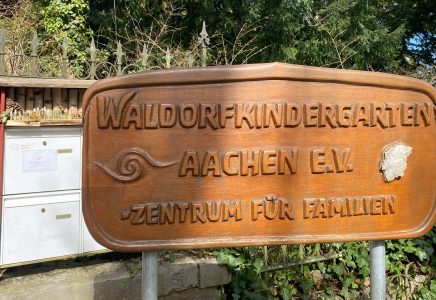 WALDORFKINDERGARTEN
AACHEN E.V.
-ZENTRUM FÜR FAMILIEN